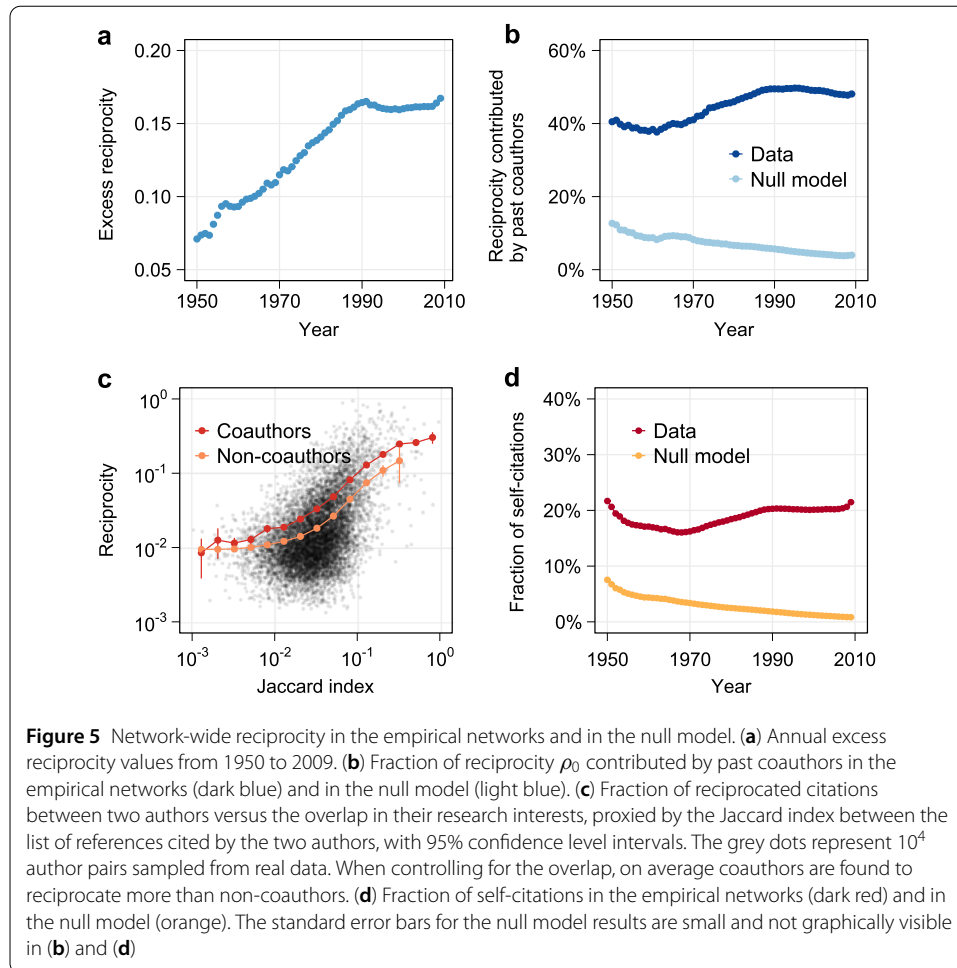 a
0.20
0.15
0.10
0.05
Excess reciprocity
1950 1970 1990 2010
Year
b
60%
40%
20%
0%
Reciprocity contributed
by past coauthors
Data
Null model
1950 1970 1990 2010
Year
c
10^0
10^-1
10^-2
10^-3
Reciprocity
Coauthors
Non-coauthors
10^-3 10^-2 10^-1 10^0
Jaccard index
d
40%
30%
20%
10%
0%
Fraction of self-citations
Data
Null model
1950 1970 1990 2010
Year
Figure 5 Network-wide reciprocity in the empirical networks and in the null model. (a) Annual excess
reciprocity values from 1950 to 2009. (b) Fraction of reciprocity ρ₀ contributed by past coauthors in the
empirical networks (dark blue) and in the null model (light blue). (c) Fraction of reciprocated citations
between two authors versus the overlap in their research interests, proxied by the Jaccard index between the
list of references cited by the two authors, with 95% confidence level intervals. The grey dots represent 10^4
author pairs sampled from real data. When controlling for the overlap, on average coauthors are found to
reciprocate more than non-coauthors. (d) Fraction of self-citations in the empirical networks (dark red) and in
the null model (orange). The standard error bars for the null model results are small and not graphically visible
in (b) and (d)